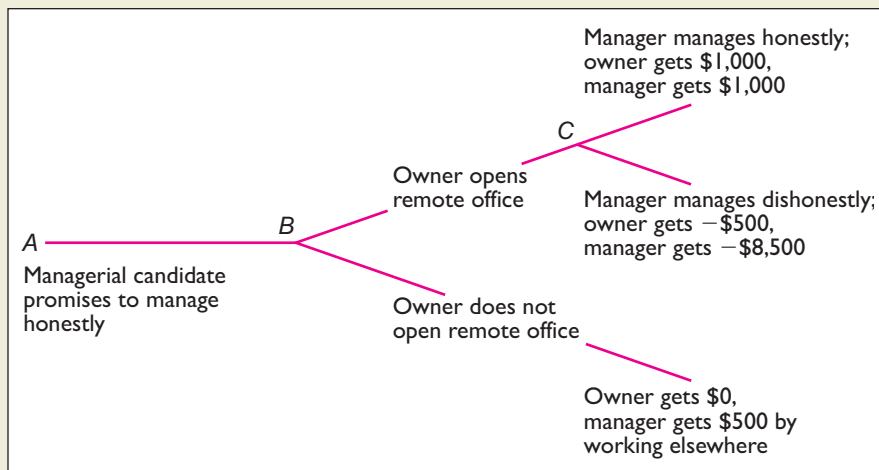 Manager manages honestly;
owner gets $1,000,
manager gets $1,000
C
Owner opens
remote office
Manager manages dishonestly;
owner gets −$500,
manager gets −$8,500
B
A
Managerial candidate
promises to manage
honestly
Owner does not
open remote office
Owner gets $0,
manager gets $500 by
working elsewhere